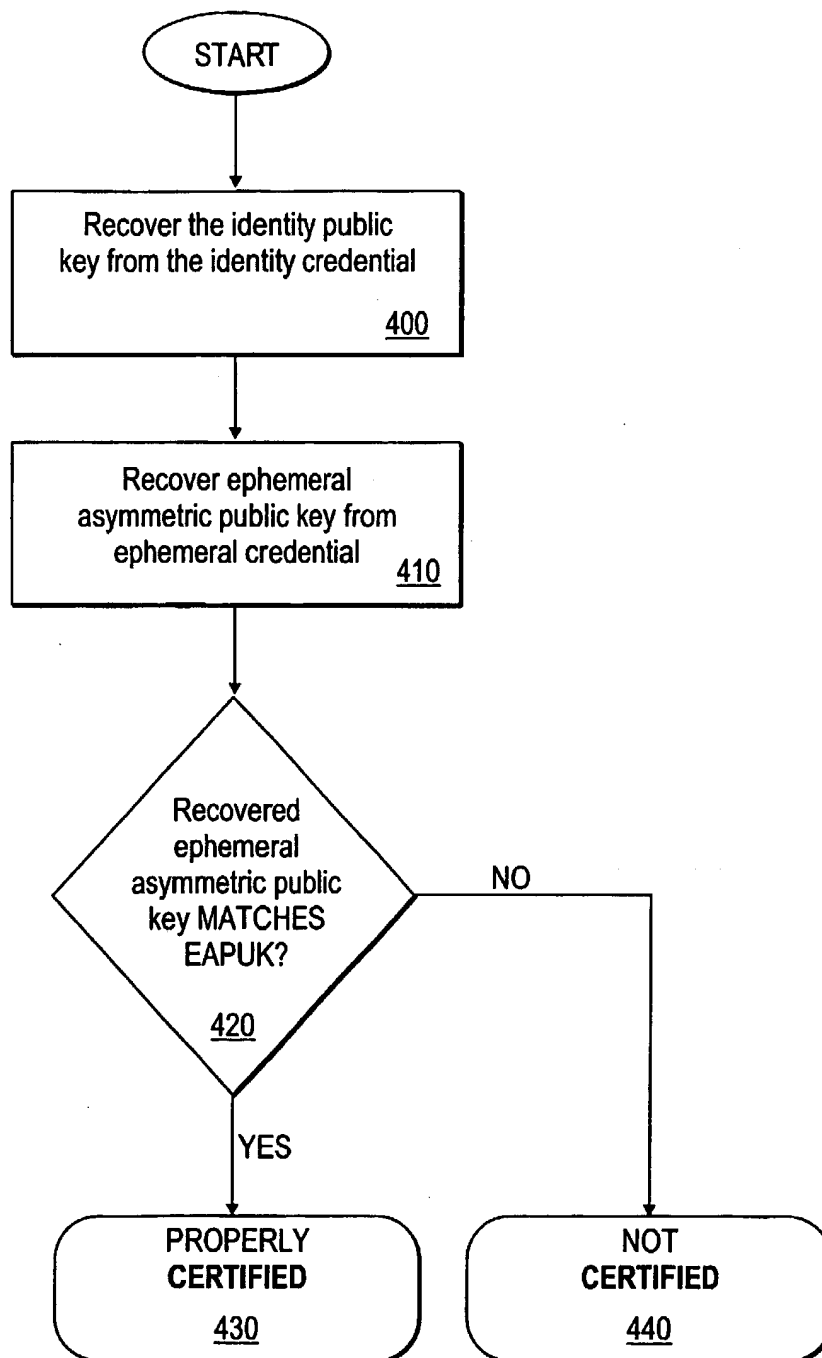 START
Recover the identity public
key from the identity credential
400
Recover ephemeral
asymmetric public key from
ephemeral credential
410
Recovered
ephemeral
asymmetric public
key MATCHES
EAPUK?
420
NO
YES
PROPERLY
CERTIFIED
430
NOT
CERTIFIED
440